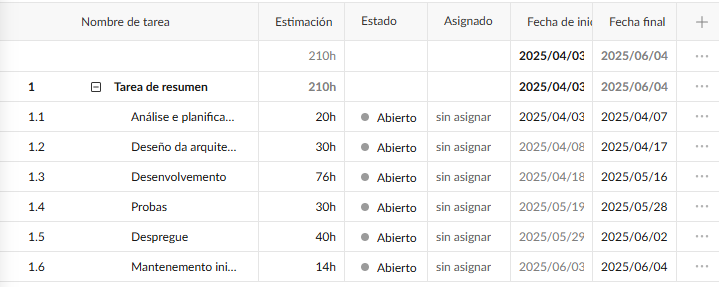 Nombre de tarea Estimación Estado Asignado Fecha de inic Fecha final
210h 2025/04/03 2025/06/04
1 Tarea de resumen 210h 2025/04/03 2025/06/04
1.1 Análise e planifica... 20h Abierto sin asignar 2025/04/03 2025/04/07
1.2 Deseño da arquite... 30h Abierto sin asignar 2025/04/08 2025/04/17
1.3 Desenvolvemento 76h Abierto sin asignar 2025/04/18 2025/05/16
1.4 Probas 30h Abierto sin asignar 2025/05/19 2025/05/28
1.5 Despregue 40h Abierto sin asignar 2025/05/29 2025/06/02
1.6 Mantenemento ini... 14h Abierto sin asignar 2025/06/03 2025/06/04